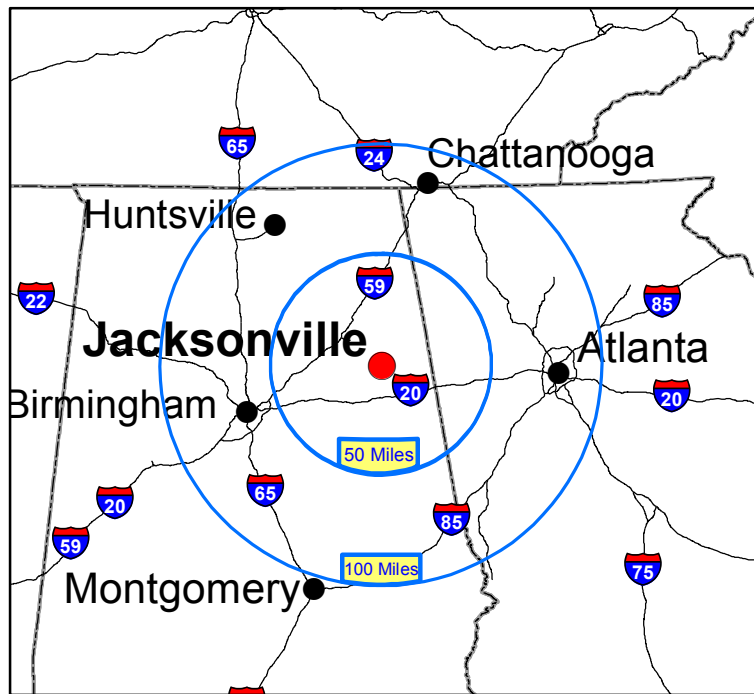 65
24
Chattanooga
Huntsville
59
22
85
Jacksonville
Atlanta
20
20
Birmingham
50 Miles
65
20
85
59
100 Miles
75
Montgomery